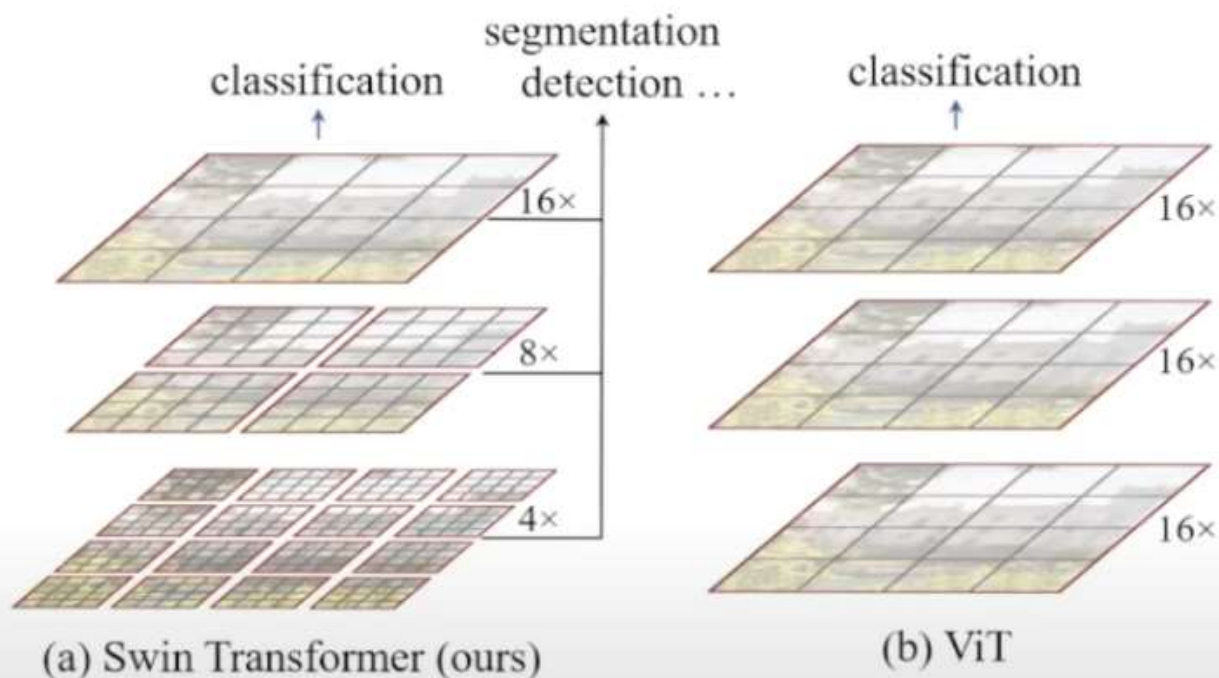 segmentation
classification
detection ...
classification
16×
8×
4×
16×
16×
16×
(a) Swin Transformer (ours)
(b) ViT